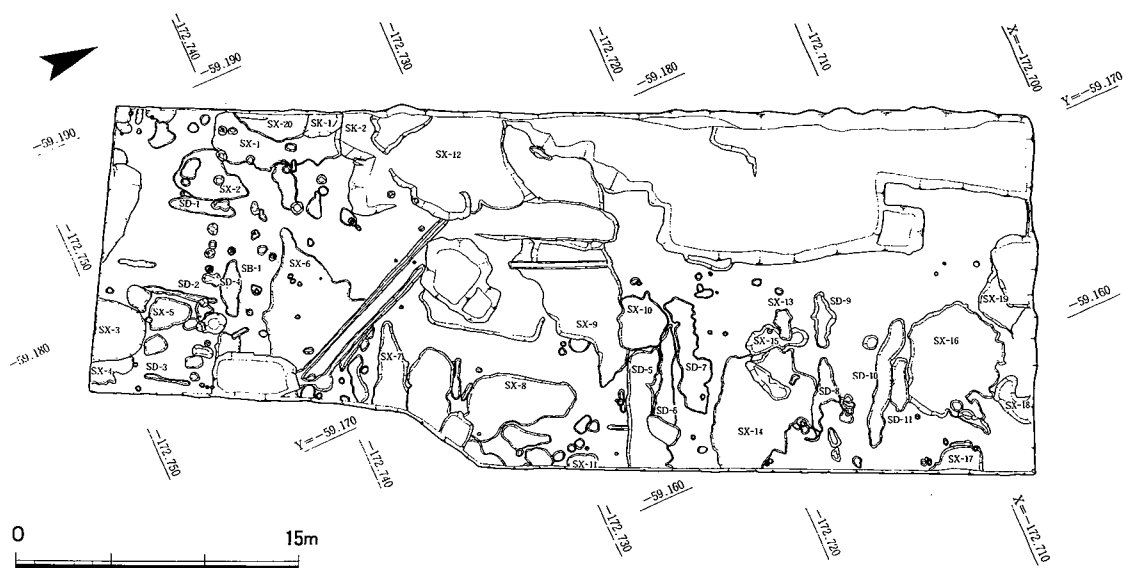 -172.740
-59.190
-172.730
-172.720
-59.180
-172.710
X=-172.700
Y=-59.170
-59.190
SX-20
SK-1
SK-2
SX-1
SX-12
SX-2
SD-1
-172.750
SX-6
SB-1
SD-4
SD-2
SX-5
SX-3
SX-10
SX-13
SD-9
SX-19
-59.160
SX-9
SX-15
SX-16
-59.180
SX-4
SD-3
SX-7
SX-8
SD-5
SD-7
SD-8
SD-10
SX-18
SD-6
SD-11
SX-14
SX-11
SX-17
Y=-59.170
-172.750
-172.740
-59.160
-172.730
-172.720
X=-172.710
0
15m